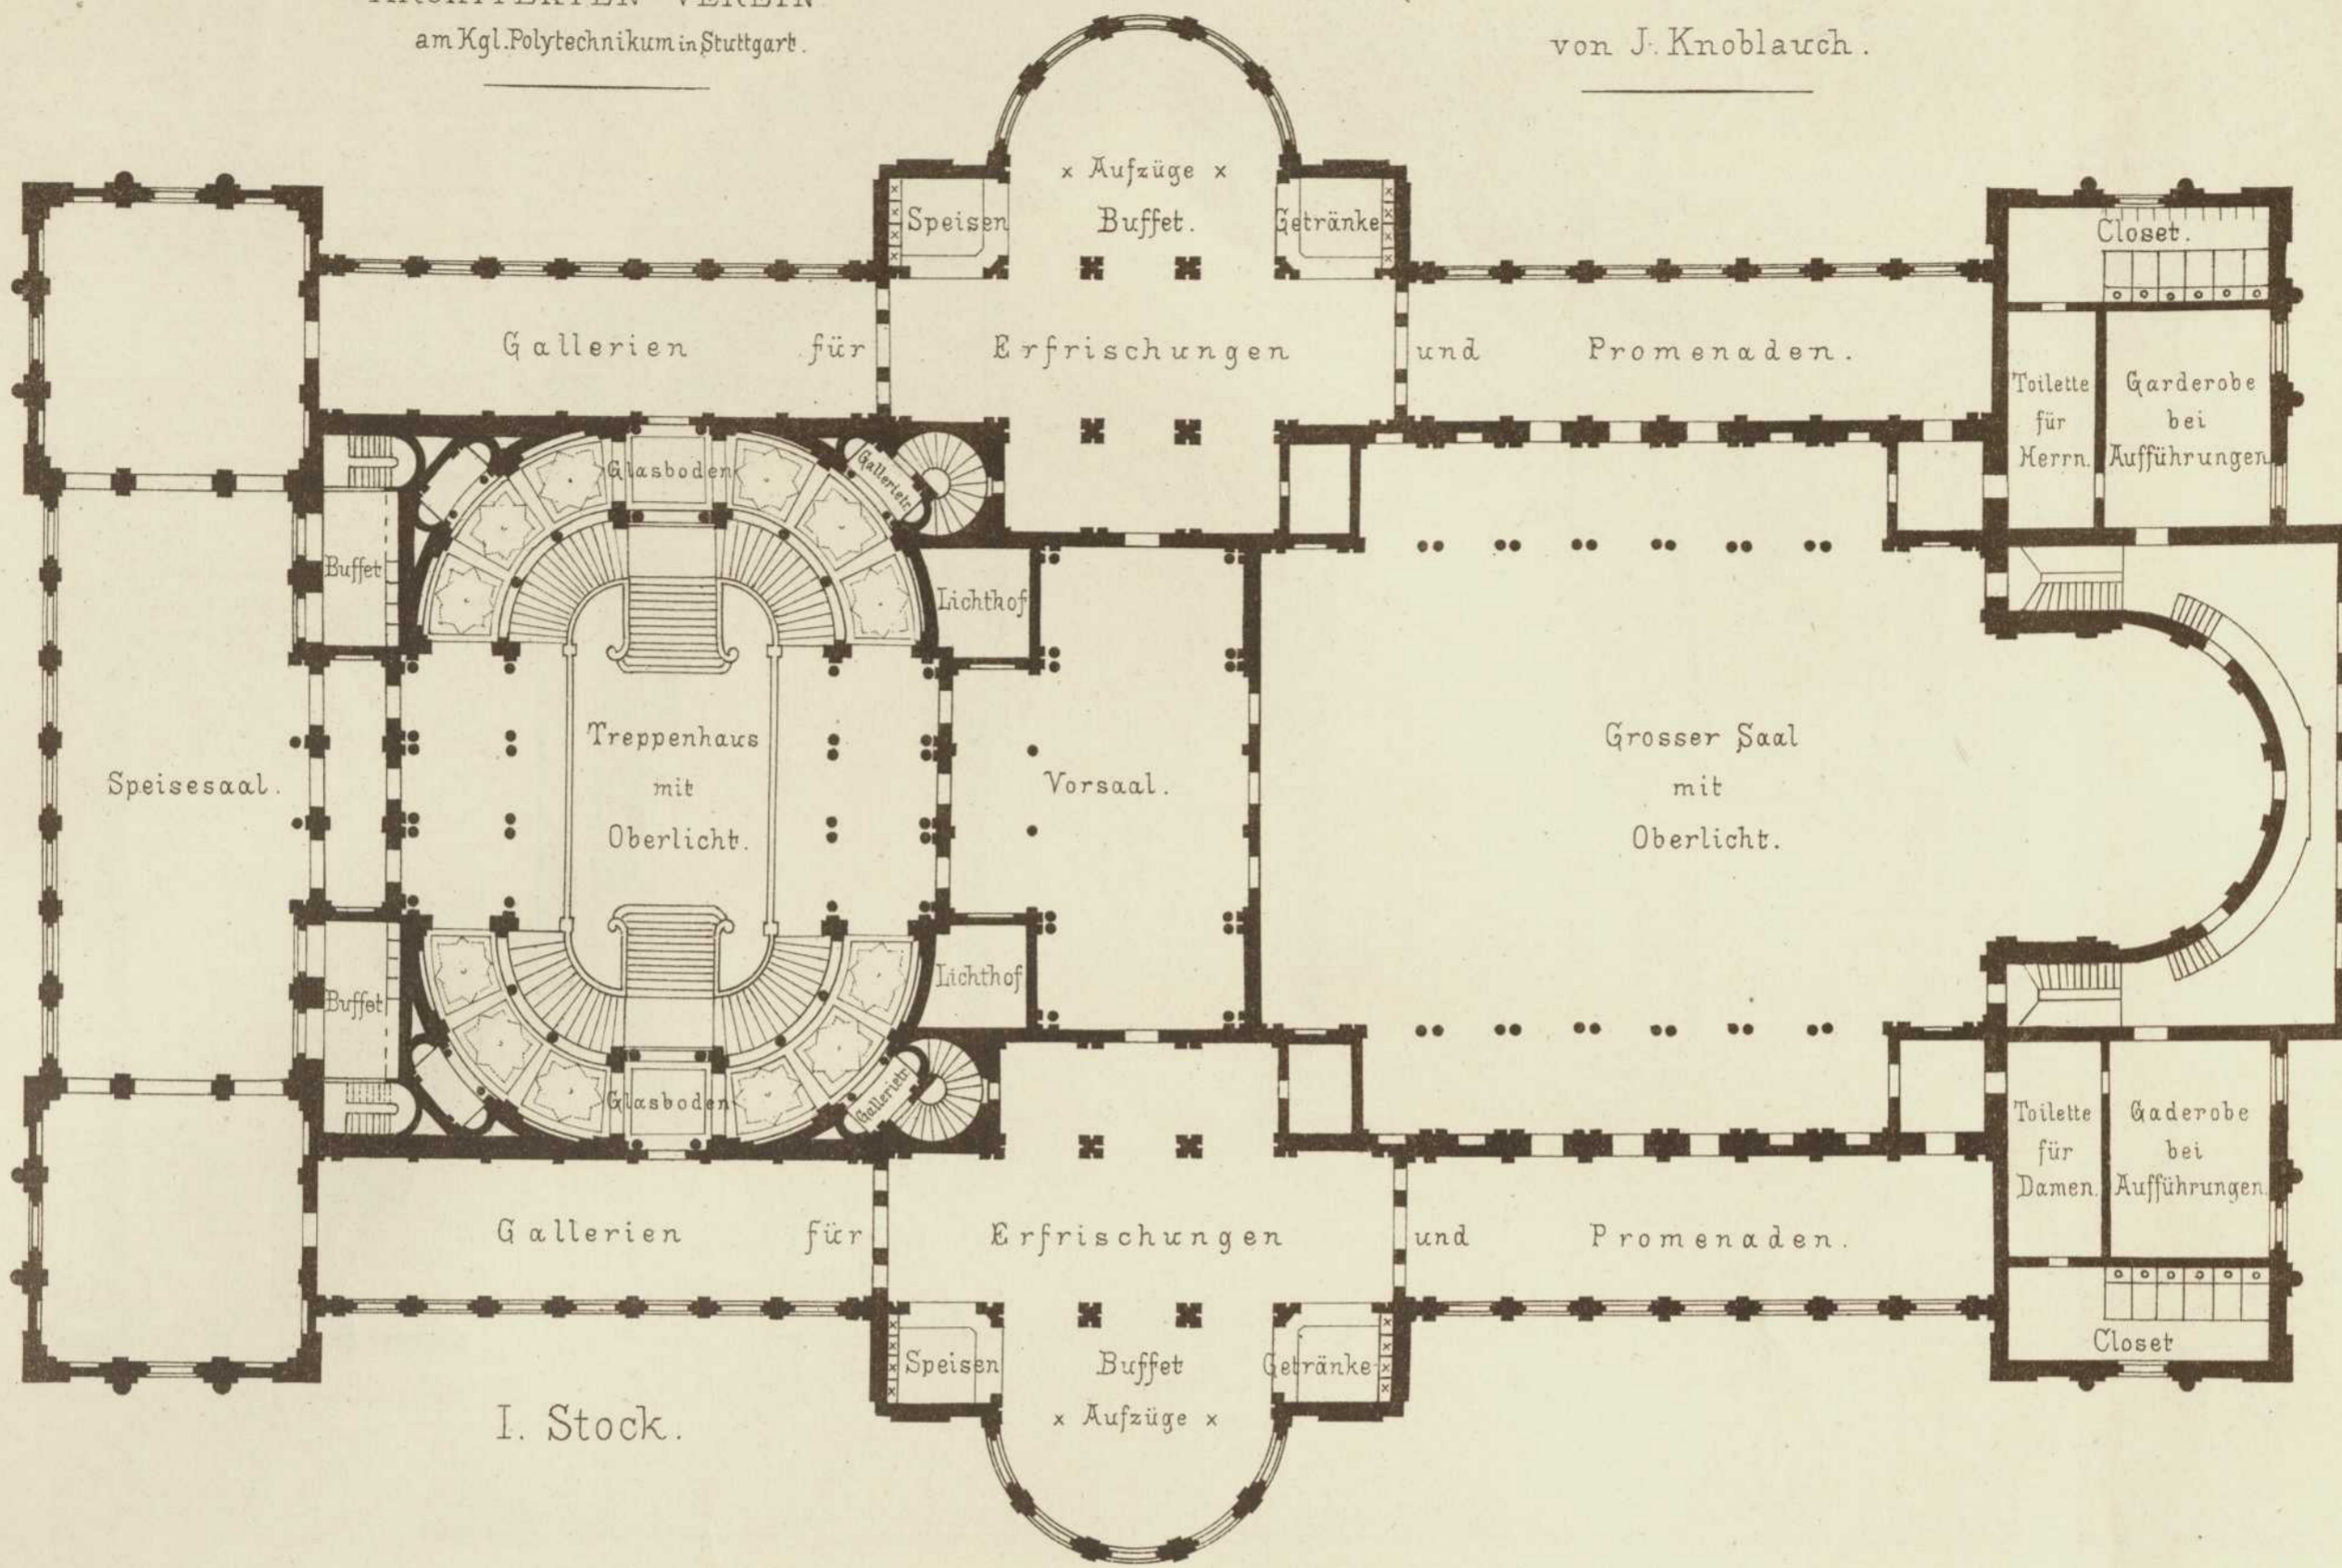 ARCHITEKTEN VEREIN
am Kgl. Polytechnikum in Stuttgart.
von J. Knoblauch.
× Aufzüge ×
Speisen
Buffet.
Getränke
Closet.
Gallerien für Erfrischungen und Promenaden.
Toilette
für
Herrn.
Garderobe
bei
Aufführungen
Glasboden
Gallerietr.
Buffet
Lichthof
Speisesaal.
Treppenhaus
mit
Oberlicht.
Vorsaal.
Grosser Saal
mit
Oberlicht.
Buffet
Lichthof
Glasboden
Gallerietr.
Toilette
für
Damen.
Gaderobe
bei
Aufführungen.
Gallerien für Erfrischungen und Promenaden.
Speisen
Buffet
Getränke
Closet
× Aufzüge ×
I. Stock.